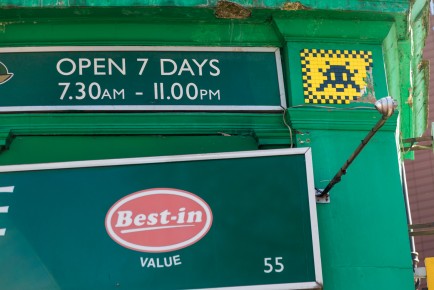 OPEN 7 DAYS
7.30AM - 11.00PM
E
Best-in
VALUE
55